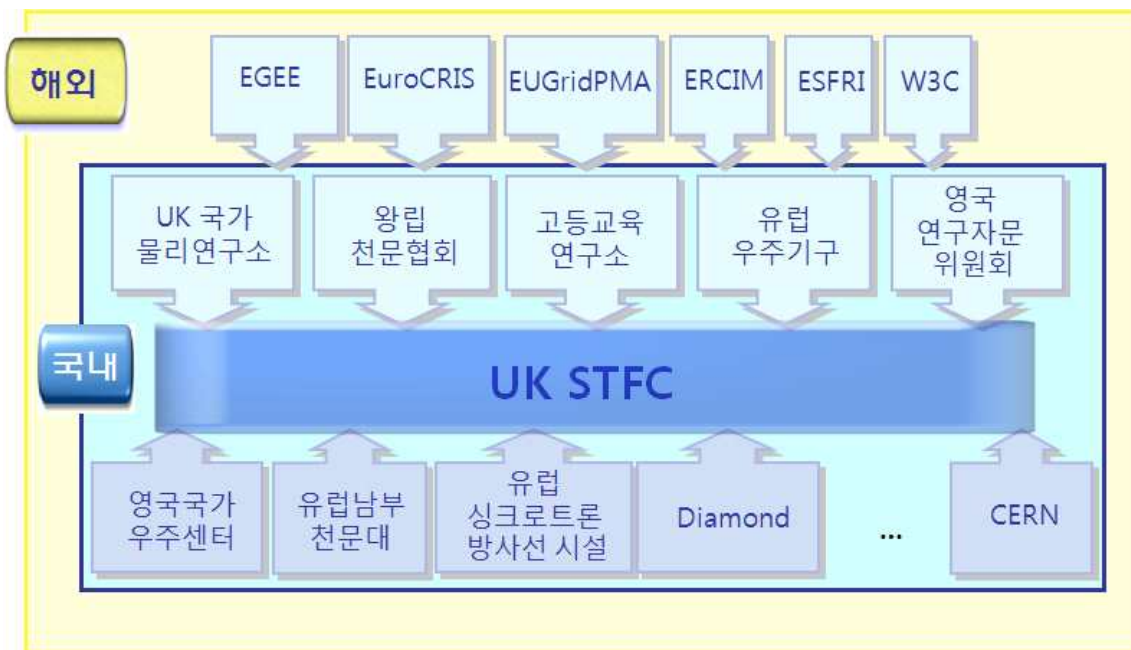 해외
EGEE
EuroCRIS
EUGridPMA
ERCIM
ESFRI
W3C
UK 국가
물리연구소
왕립
천문협회
고등교육
연구소
유럽
우주기구
영국
연구자문
위원회
국내
UK STFC
영국국가
우주센터
유럽남부
천문대
유럽
싱크로트론
방사선 시설
Diamond
...
CERN